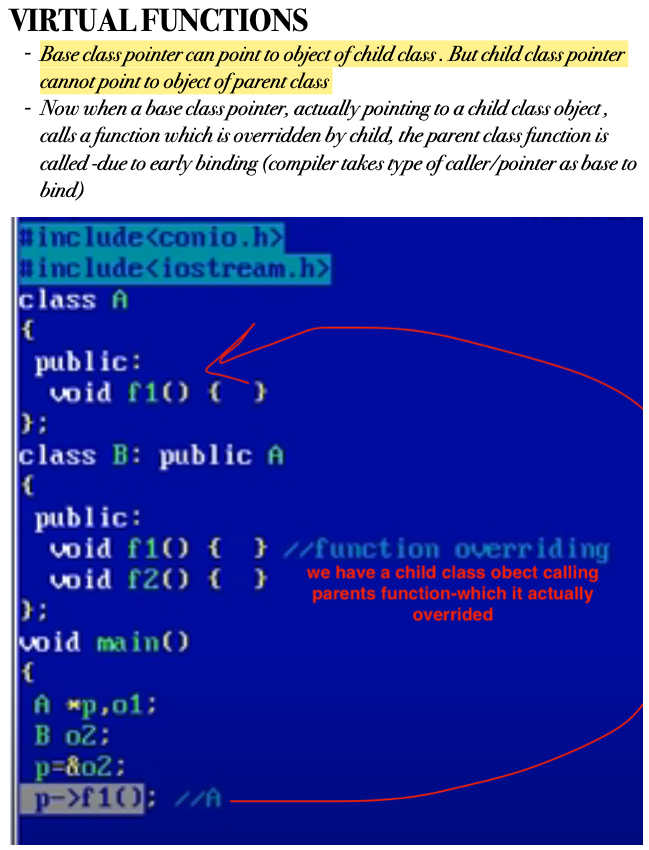 VIRTUAL FUNCTIONS
- Base class pointer can point to object of child class . But child class pointer
cannot point to object of parent class
- Now when a base class pointer, actually pointing to a child class object ,
calls a function which is overridden by child, the parent class function is
called -due to early binding (compiler takes type of caller/pointer as base to
bind)
#include<conio.h>
#include<iostream.h>
class A
{
public:
void f1() { }
};
class B: public A
{
public:
void f1() { } //function overriding
void f2() { }
we have a child class obect calling
parents function-which it actually
overrided
};
void main()
{
A *p,o1;
B o2;
p=&o2;
p->f1(); //A